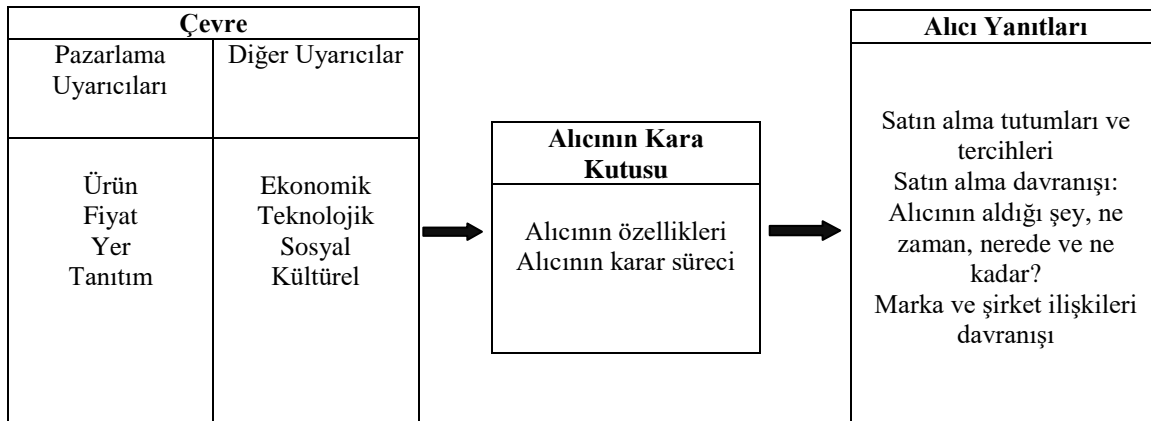 Çevre
Pazarlama
Uyarıcıları
Diğer Uyarıcılar
Ürün
Fiyat
Yer
Tanıtım
Ekonomik
Teknolojik
Sosyal
Kültürel
Alıcının Kara
Kutusu
Alıcının özellikleri
Alıcının karar süreci
Alıcı Yanıtları
Satın alma tutumları ve
tercihleri
Satın alma davranışı:
Alıcının aldığı şey, ne
zaman, nerede ve ne
kadar?
Marka ve şirket ilişkileri
davranışı